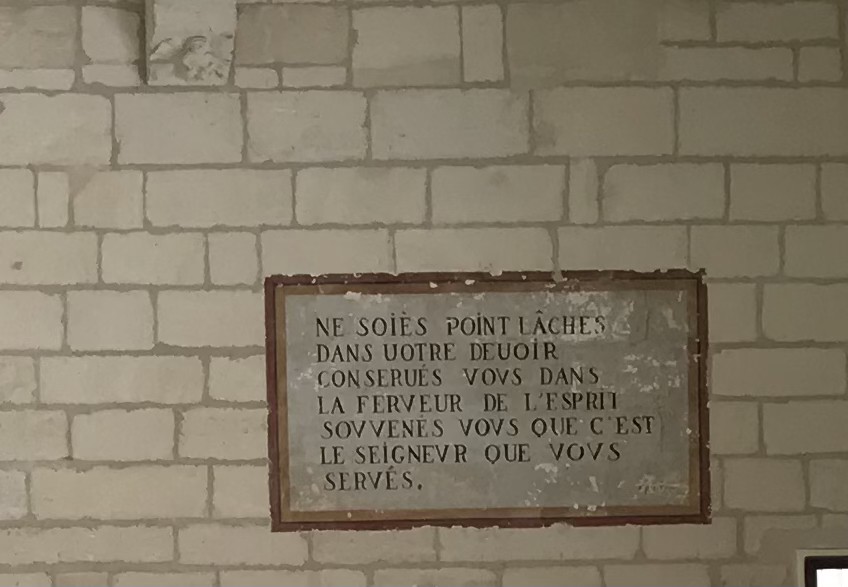 NE SOIÈS POINT LÂCHES
DANS UOTRE DEUOIR
CONSERUÉS VOVS DANS
LA FERVEUR DE L'ESPRIT
SOVVENÉS VOVS QUE C'EST
LE SEIGNEVR QUE VOVS
SERVÉS.